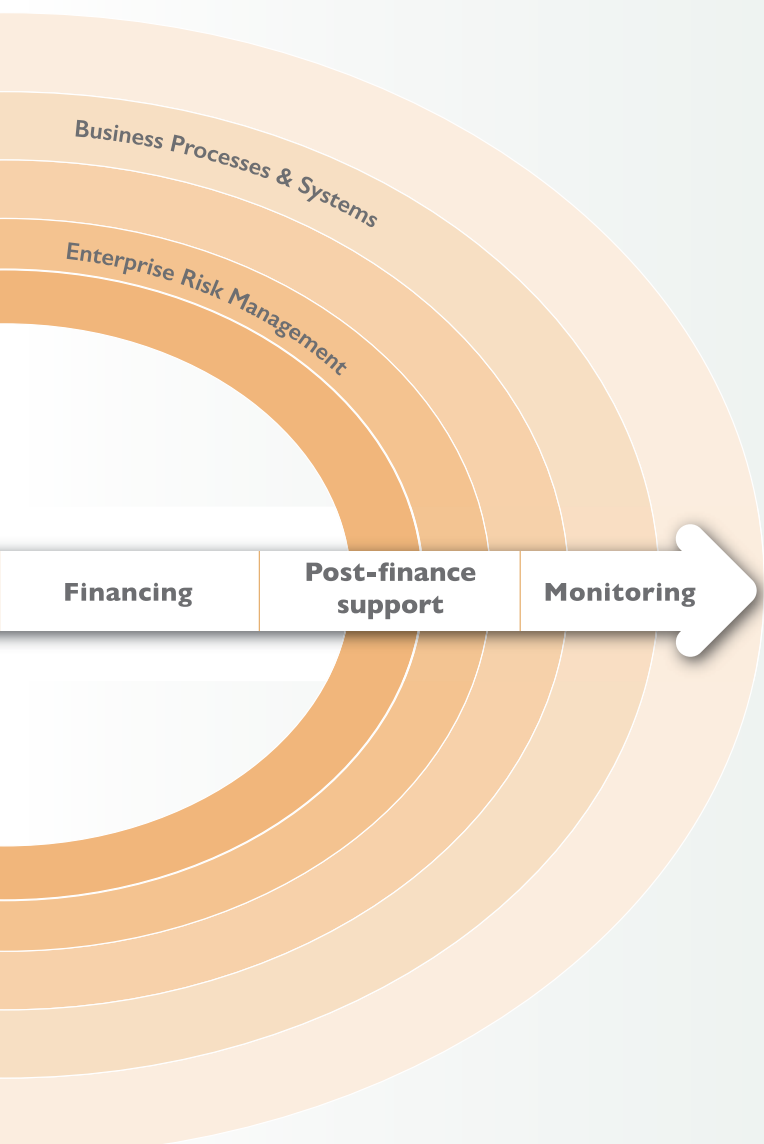 Business Processes & Systems
Enterprise Risk Management
Financing
Post-finance
support
Monitoring